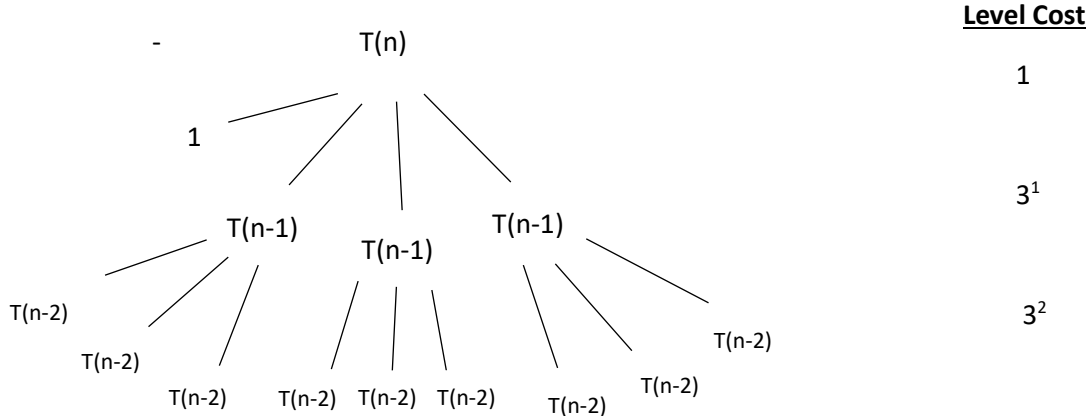 Level Cost
- T(n)
1
1
3¹
T(n-1) T(n-1) T(n-1)
3²
T(n-2) T(n-2) T(n-2) T(n-2) T(n-2) T(n-2) T(n-2) T(n-2) T(n-2)